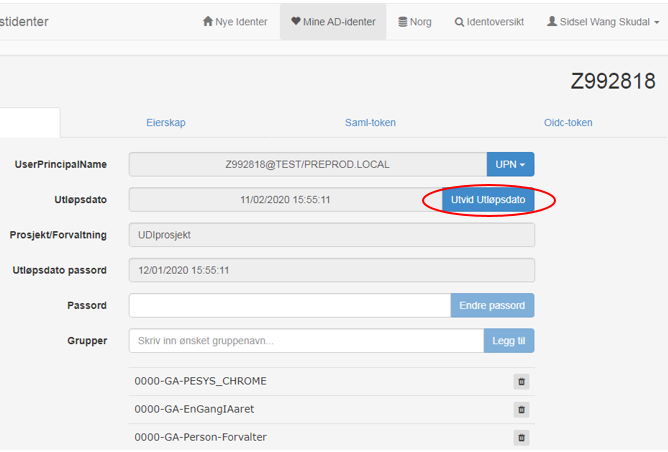 stidenter Nye Identer Mine AD-identer Norg Identoversikt Sidsel Wang Skudal
Z992818
Eierskap Saml-token Oidc-token
UserPrincipalName Z992818@TEST/PREPROD.LOCAL UPN
Utløpsdato 11/02/2020 15:55:11 Utvid Utløpsdato
Prosjekt/Forvaltning UDIprosjekt
Utløpsdato passord 12/01/2020 15:55:11
Passord Endre passord
Grupper Skriv inn ønsket gruppenavn... Legg til
0000-GA-PESYS_CHROME
0000-GA-EnGangIAaret
0000-GA-Person-Forvalter